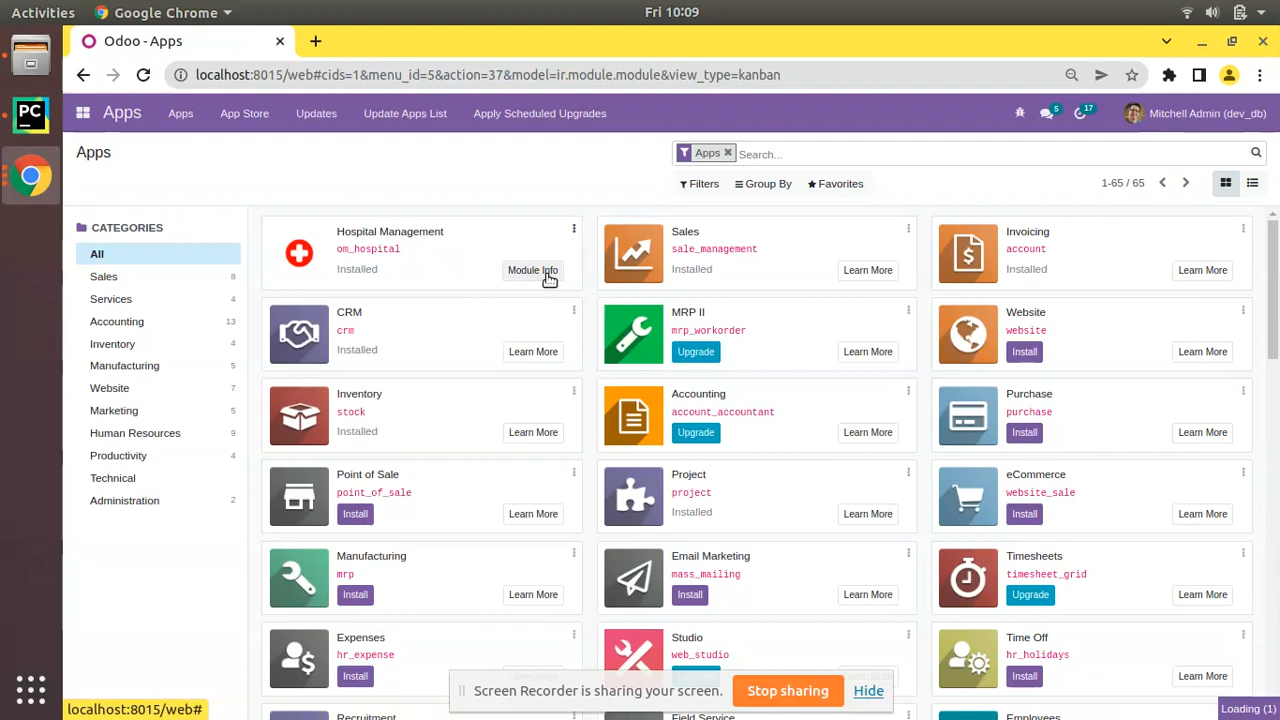 Activities
Google Chrome
Fri 10:09
Odoo - Apps
localhost:8015/web#cids=1&menu_id=5&action=37&model=ir.module.module&view_type=kanban
Apps
Apps
App Store
Updates
Update Apps List
Apply Scheduled Upgrades
5
17
Mitchell Admin (dev_db)
Apps
Apps
Search...
Filters
Group By
Favorites
1-65 / 65
CATEGORIES
All
Sales 8
Services 4
Accounting 13
Inventory 4
Manufacturing 5
Website 7
Marketing 5
Human Resources 9
Productivity 4
Technical
Administration 2
Hospital Management
om_hospital
Installed
Module Info
Sales
sale_management
Installed
Learn More
Invoicing
account
Installed
Learn More
CRM
crm
Installed
Learn More
MRP II
mrp_workorder
Upgrade
Learn More
Website
website
Install
Learn More
Inventory
stock
Installed
Learn More
Accounting
account_accountant
Upgrade
Learn More
Purchase
purchase
Install
Learn More
Point of Sale
point_of_sale
Install
Learn More
Project
project
Installed
Learn More
eCommerce
website_sale
Install
Learn More
Manufacturing
mrp
Install
Learn More
Email Marketing
mass_mailing
Install
Learn More
Timesheets
timesheet_grid
Upgrade
Learn More
Expenses
hr_expense
Install
Studio
web_studio
Time Off
hr_holidays
Install
Learn More
Recruitment
Field Service
Employees
Screen Recorder is sharing your screen.
Stop sharing
Hide
localhost:8015/web#
Loading (1)
PC